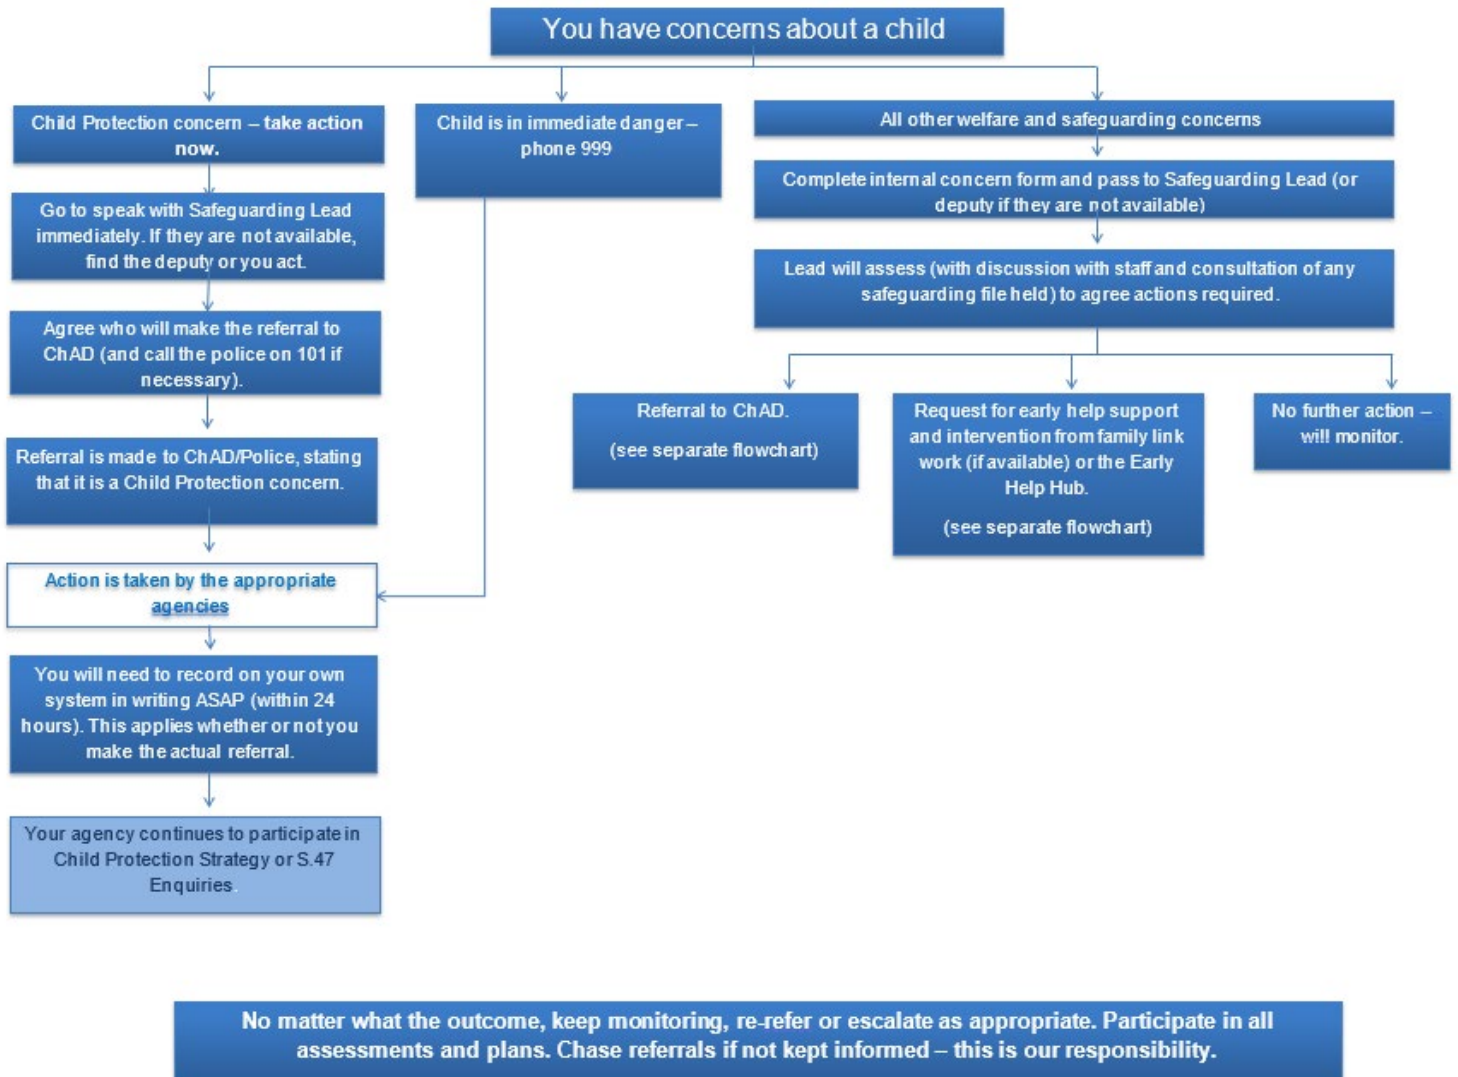 You have concerns about a child
Child Protection concern – take action
now.
Go to speak with Safeguarding Lead
immediately. If they are not available,
find the deputy or you act.
Agree who will make the referral to
ChAD (and call the police on 101 if
necessary).
Referral is made to ChAD/Police, stating
that it is a Child Protection concern.
Child is in immediate danger –
phone 999
Action is taken by the appropriate
agencies
You will need to record on your own
system in writing ASAP (within 24
hours). This applies whether or not you
make the actual referral.
Your agency continues to participate in
Child Protection Strategy or S.47
Enquiries.
All other welfare and safeguarding concerns
Complete internal concern form and pass to Safeguarding Lead (or
deputy if they are not available)
Lead will assess (with discussion with staff and consultation of any
safeguarding file held) to agree actions required.
Referral to ChAD.
(see separate flowchart)
Request for early help support
and intervention from family link
work (if available) or the Early
Help Hub.
(see separate flowchart)
No further action –
will monitor.
No matter what the outcome, keep monitoring, re-refer or escalate as appropriate. Participate in all
assessments and plans. Chase referrals if not kept informed – this is our responsibility.